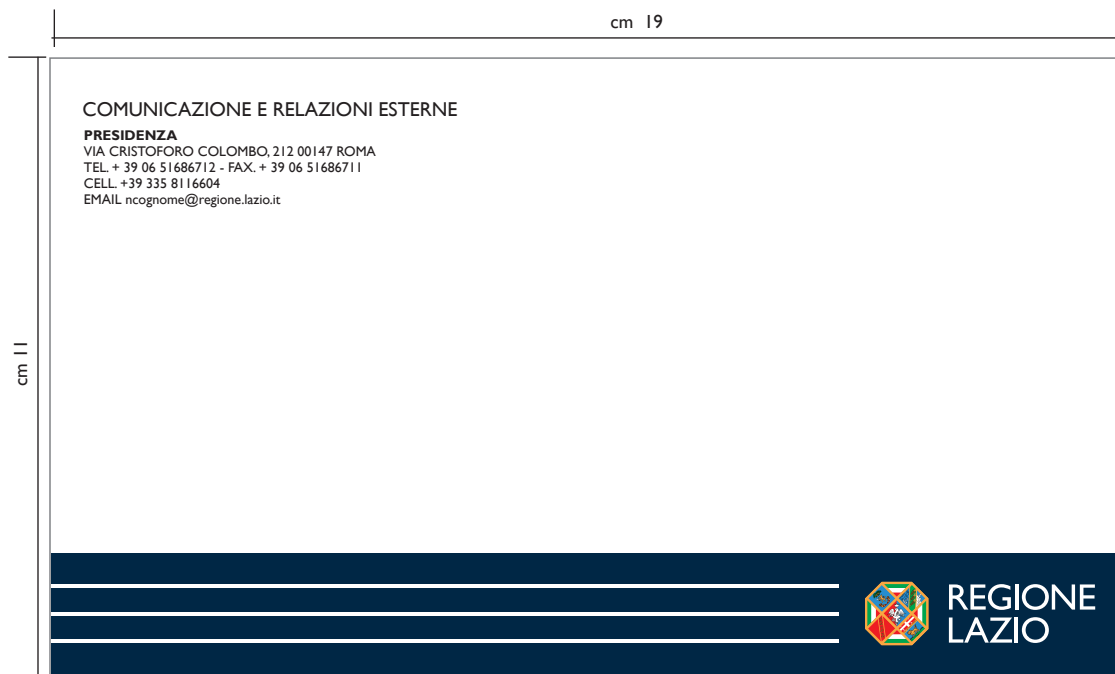 cm 19
cm 11
COMUNICAZIONE E RELAZIONI ESTERNE
PRESIDENZA
VIA CRISTOFORO COLOMBO, 212 00147 ROMA
TEL. + 39 06 51686712 - FAX. + 39 06 51686711
CELL. +39 335 8116604
EMAIL ncognome@regione.lazio.it
REGIONE
LAZIO